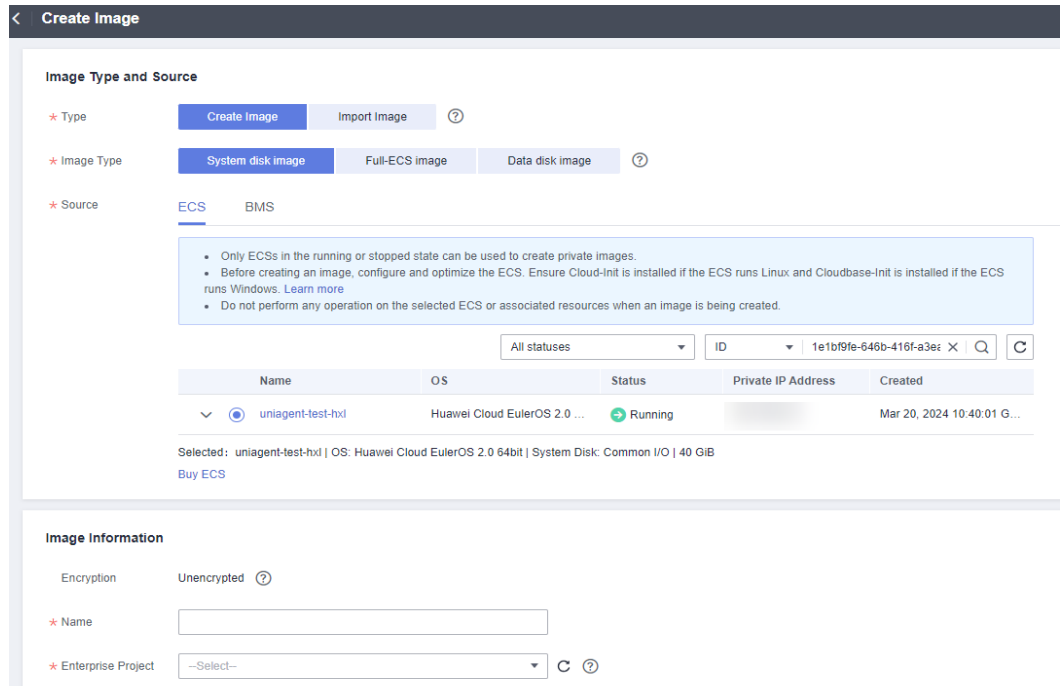 Create Image
Image Type and Source
* Type Create Image Import Image ?
* Image Type System disk image Full-ECS image Data disk image ?
* Source ECS BMS
• Only ECSs in the running or stopped state can be used to create private images.
• Before creating an image, configure and optimize the ECS. Ensure Cloud-Init is installed if the ECS runs Linux and Cloudbase-Init is installed if the ECS
runs Windows. Learn more
• Do not perform any operation on the selected ECS or associated resources when an image is being created.
All statuses ID 1e1bf9fe-646b-416f-a3ea
Name OS Status Private IP Address Created
uniagent-test-hxl Huawei Cloud EulerOS 2.0 ... Running Mar 20, 2024 10:40:01 G...
Selected: uniagent-test-hxl | OS: Huawei Cloud EulerOS 2.0 64bit | System Disk: Common I/O | 40 GiB
Buy ECS
Image Information
Encryption Unencrypted ?
* Name
* Enterprise Project --Select-- ?